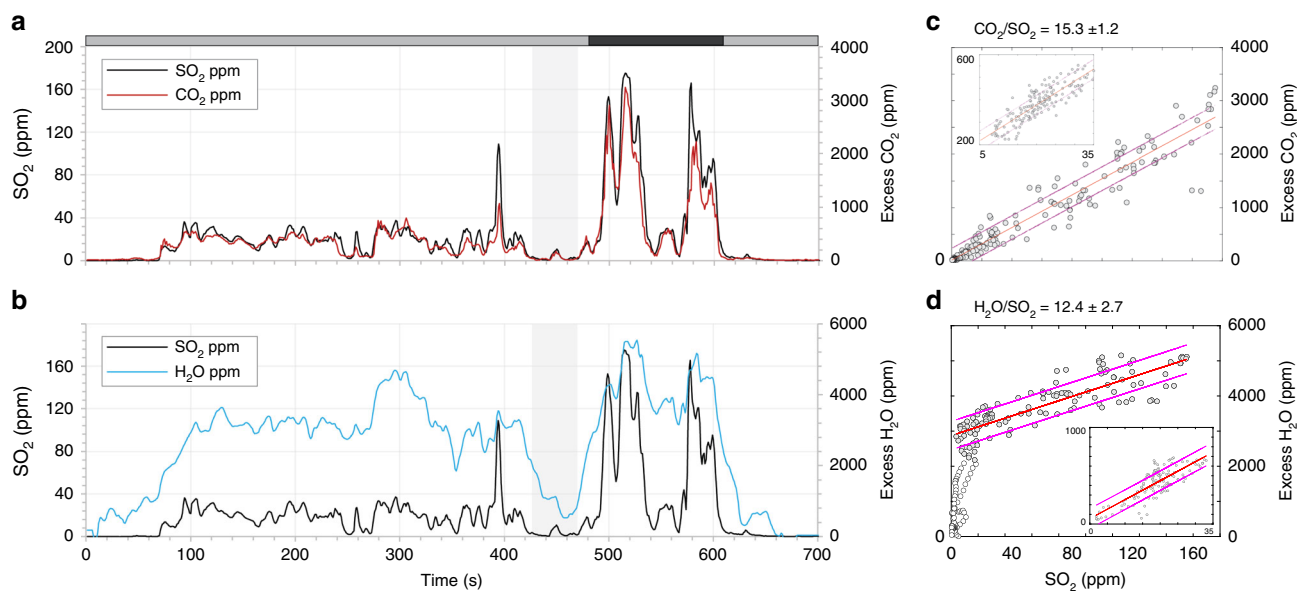 a
200
160
120
80
40
0
SO2 (ppm)
SO2 ppm
CO2 ppm
4000
3000
2000
1000
0
Excess CO2 (ppm)
b
160
120
80
40
0
SO2 (ppm)
SO2 ppm
H2O ppm
6000
4000
2000
0
Excess H2O (ppm)
0 100 200 300 400 500 600 700
Time (s)
c
CO2/SO2 = 15.3 ±1.2
600
200
5 35
4000
3000
2000
1000
0
Excess CO2 (ppm)
d
H2O/SO2 = 12.4 ± 2.7
1000
0 35
6000
4000
2000
0
Excess H2O (ppm)
0 40 80 120 160
SO2 (ppm)